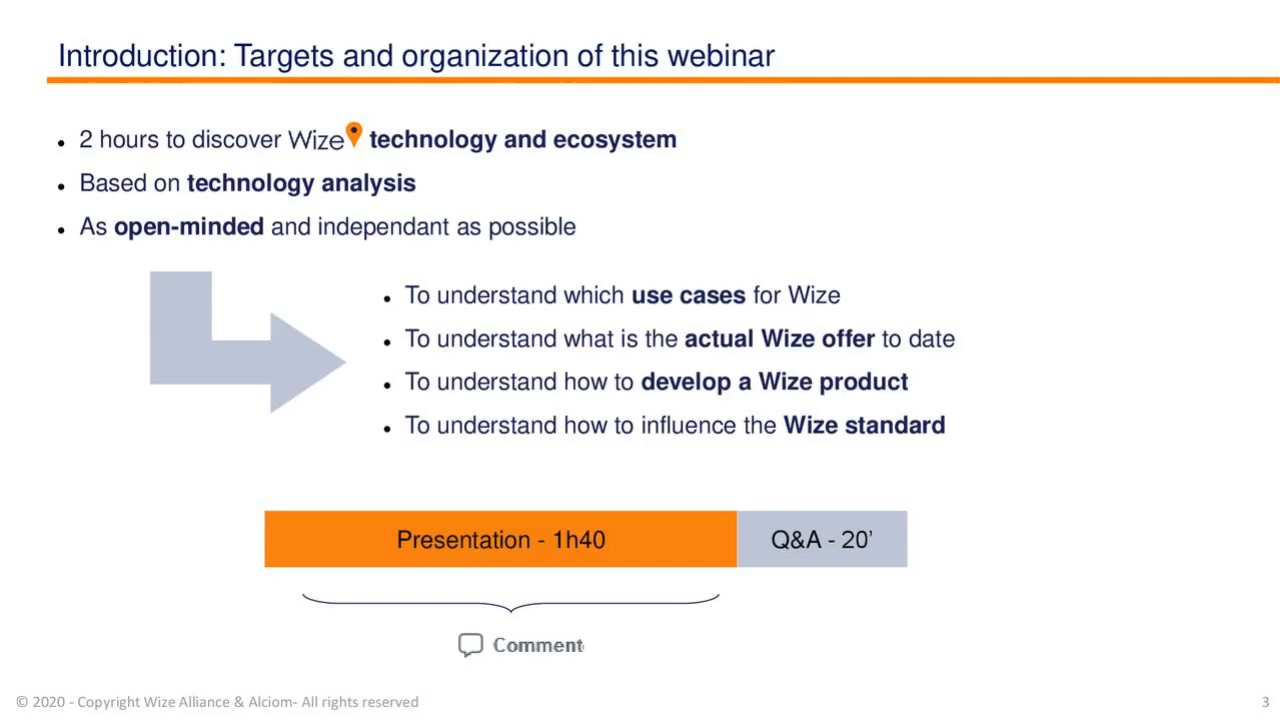 Introduction: Targets and organization of this webinar
• 2 hours to discover Wize technology and ecosystem
• Based on technology analysis
• As open-minded and independant as possible
• To understand which use cases for Wize
• To understand what is the actual Wize offer to date
• To understand how to develop a Wize product
• To understand how to influence the Wize standard
Presentation - 1h40
Q&A - 20’
Comment
© 2020 - Copyright Wize Alliance & Alciom- All rights reserved
3